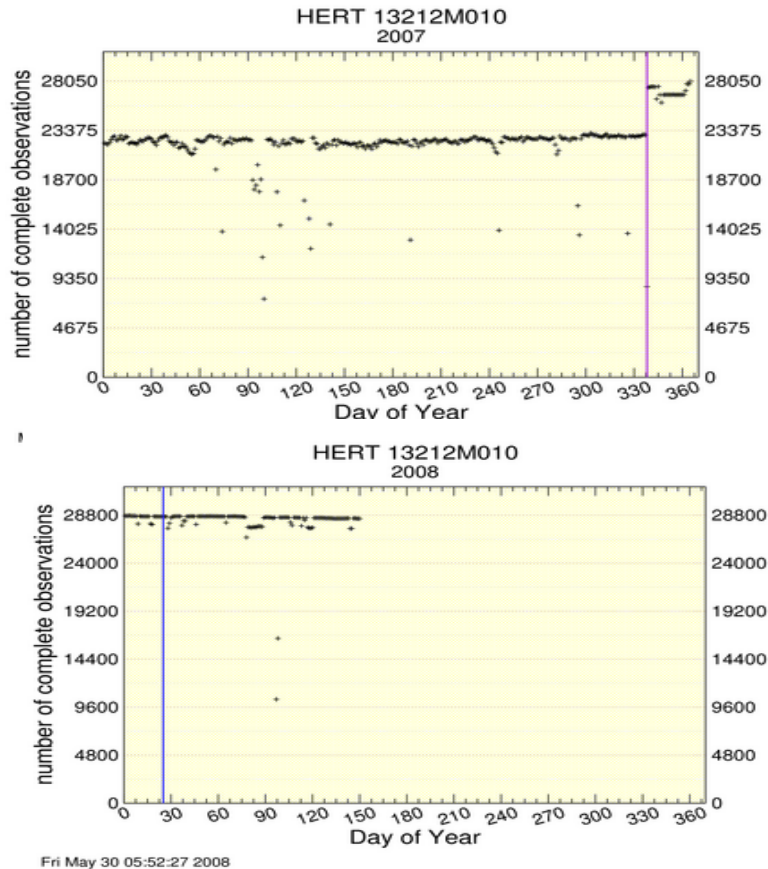 HERT 13212M010
2007
number of complete observations
28050 28050
23375 23375
18700 18700
14025 14025
9350 9350
4675 4675
0 0
0 30 60 90 120 150 180 210 240 270 300 330 360
Day of Year
HERT 13212M010
2008
number of complete observations
28800 28800
24000 24000
19200 19200
14400 14400
9600 9600
4800 4800
0 0
0 30 60 90 120 150 180 210 240 270 300 330 360
Day of Year
Fri May 30 05:52:27 2008